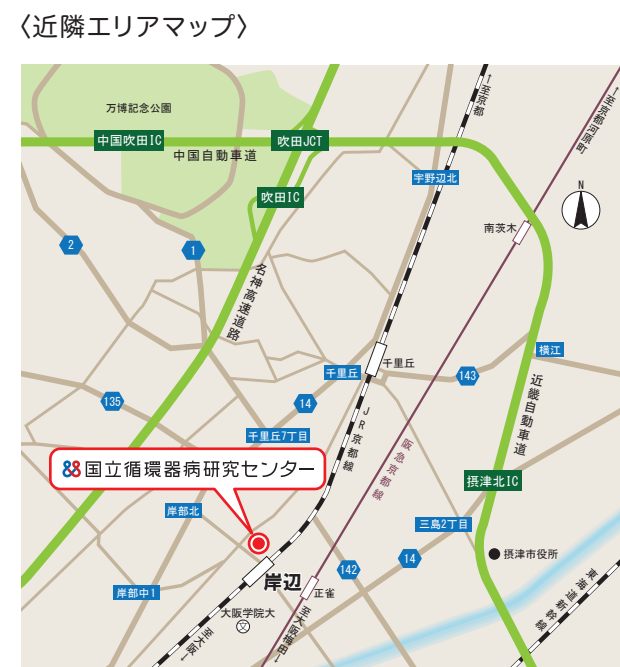 〈近隣エリアマップ〉
万博記念公園
中国吹田IC
吹田JCT
中国自動車道
吹田IC
↑至京都
↑至京都河原町
宇野辺北
N
南茨木
2
1
名神高速道路
横江
千里丘
千里丘
143
近畿自動車道
135
14
JR京都線
千里丘7丁目
阪急京都線
国立循環器病研究センター
摂津北IC
岸部北
三島2丁目
摂津市役所
14
142
岸辺
岸部中1
正雀
東海道新幹線
大阪学院大
文
至大阪↓
至大阪梅田↓